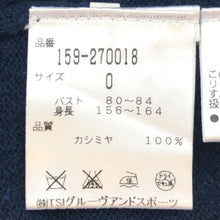 品番
159-270018
サイズ
0
バスト 80〜84
身長 156〜164
品質
カシミヤ 100%
㈱TSIグルーヴアンドスポーツ